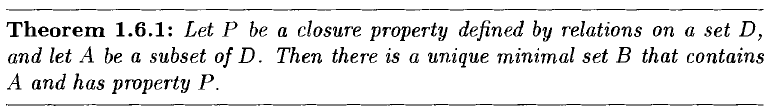 Theorem 1.6.1: Let P be a closure property defined by relations on a set D,
and let A be a subset of D. Then there is a unique minimal set B that contains
A and has property P.